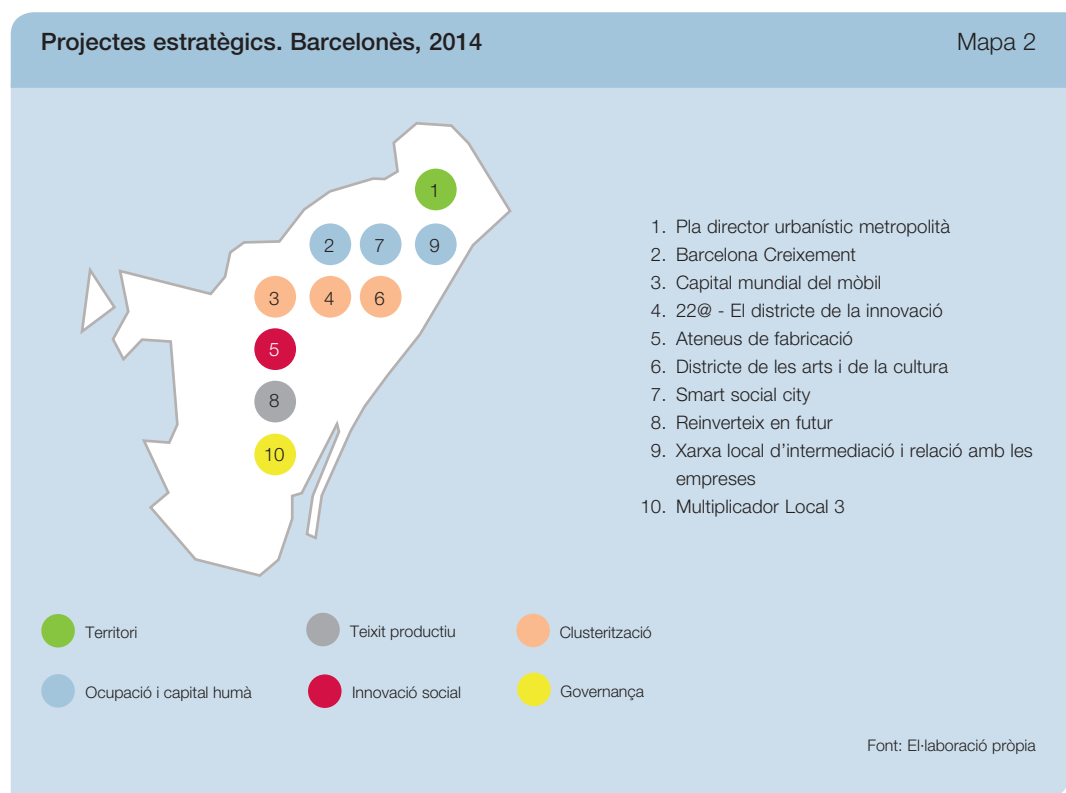 Projectes estratègics. Barcelonès, 2014
Mapa 2
1
2
7
9
3
4
6
5
8
10
1. Pla director urbanístic metropolità
2. Barcelona Creixement
3. Capital mundial del mòbil
4. 22@ - El districte de la innovació
5. Ateneus de fabricació
6. Districte de les arts i de la cultura
7. Smart social city
8. Reinverteix en futur
9. Xarxa local d'intermediació i relació amb les
empreses
10. Multiplicador Local 3
Territori
Teixit productiu
Clusterització
Ocupació i capital humà
Innovació social
Governança
Font: El·laboració pròpia